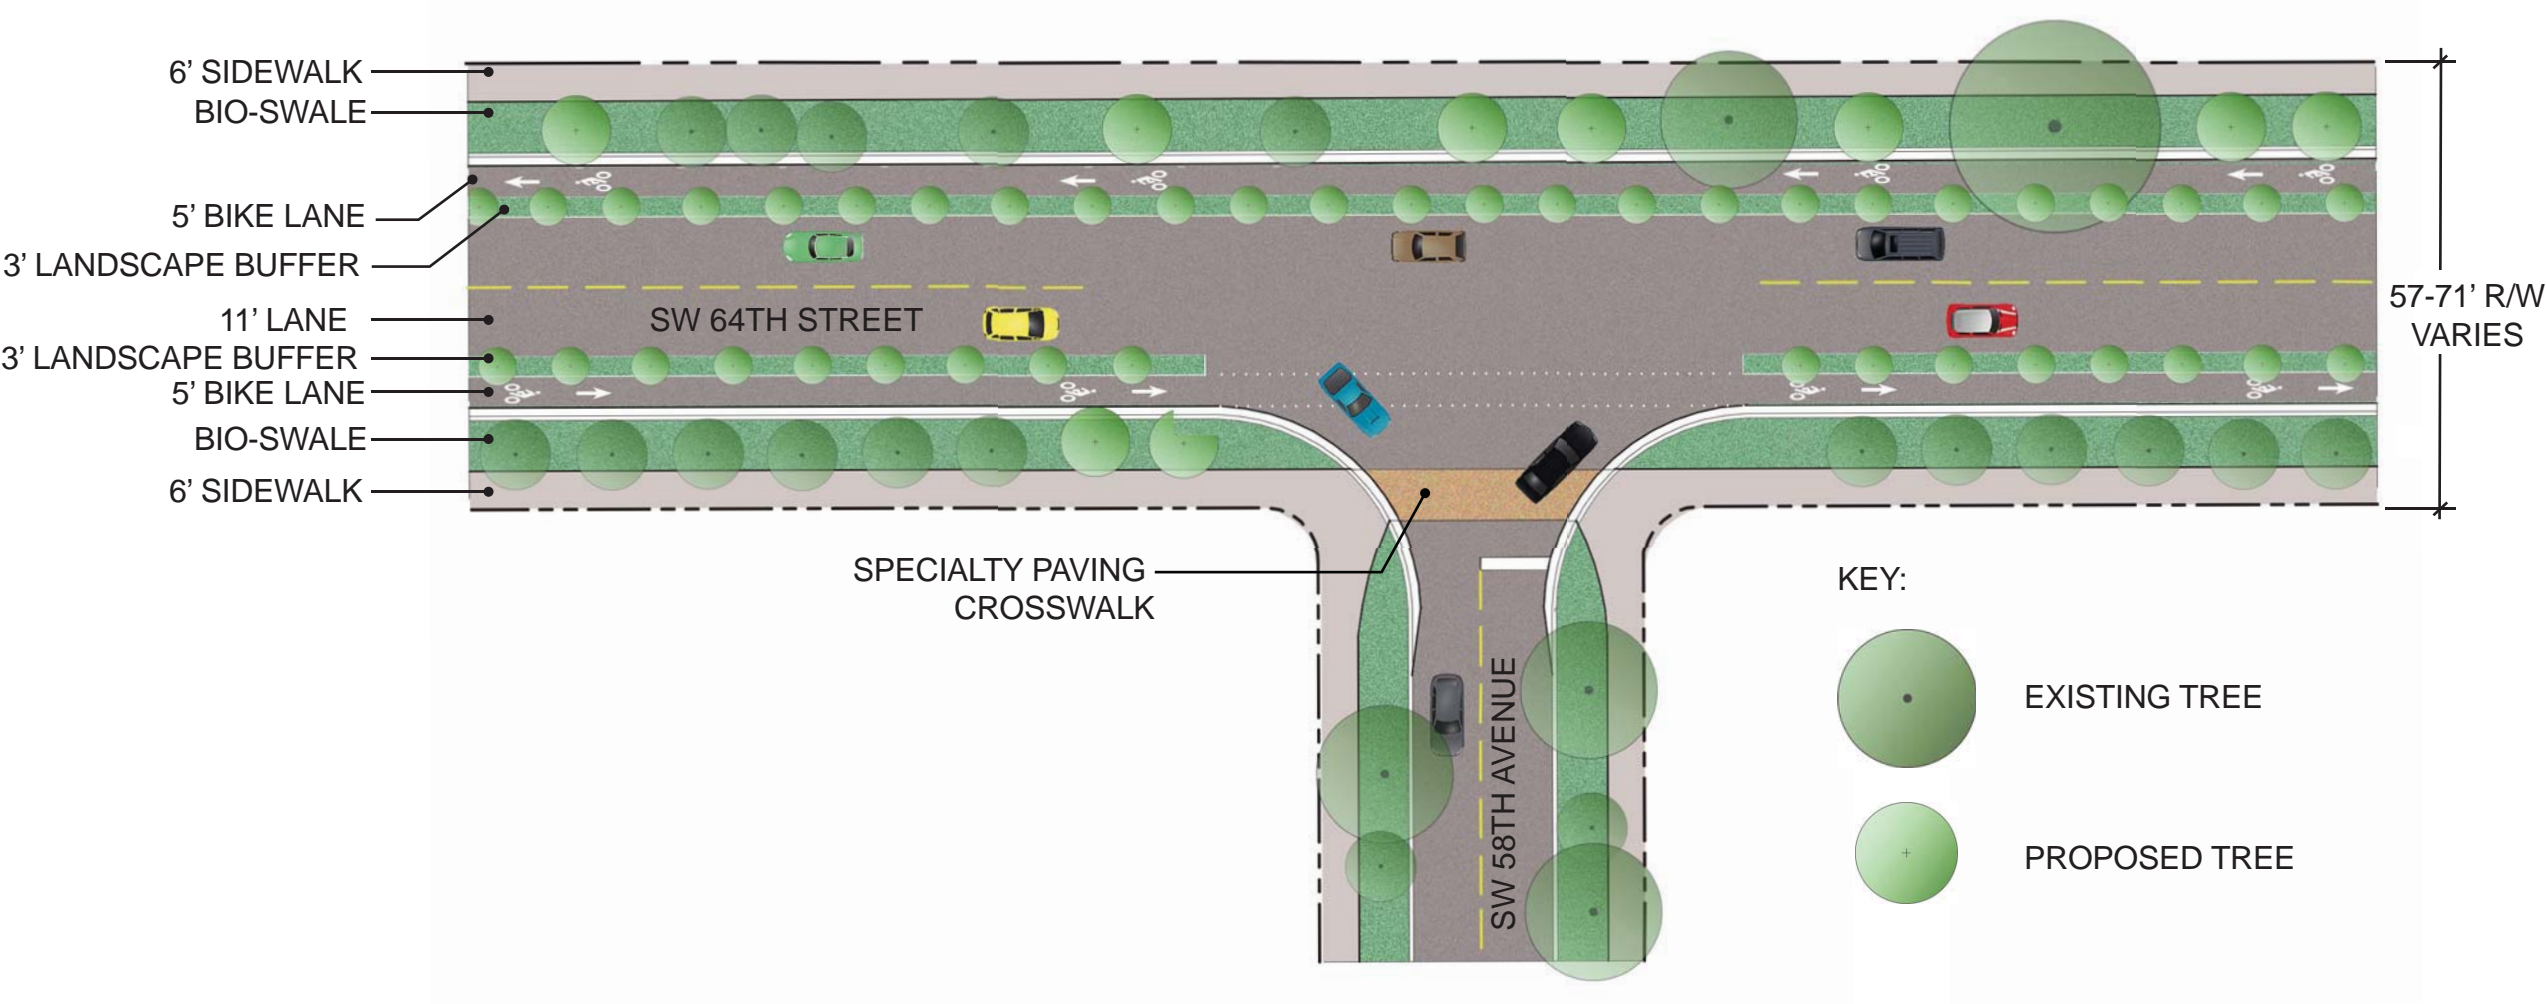 6’ SIDEWALK
BIO-SWALE
5’ BIKE LANE
3’ LANDSCAPE BUFFER
11’ LANE
3’ LANDSCAPE BUFFER
5’ BIKE LANE
BIO-SWALE
6’ SIDEWALK
SW 64TH STREET
57-71’ R/W
VARIES
SPECIALTY PAVING
CROSSWALK
SW 58TH AVENUE
KEY:
EXISTING TREE
PROPOSED TREE